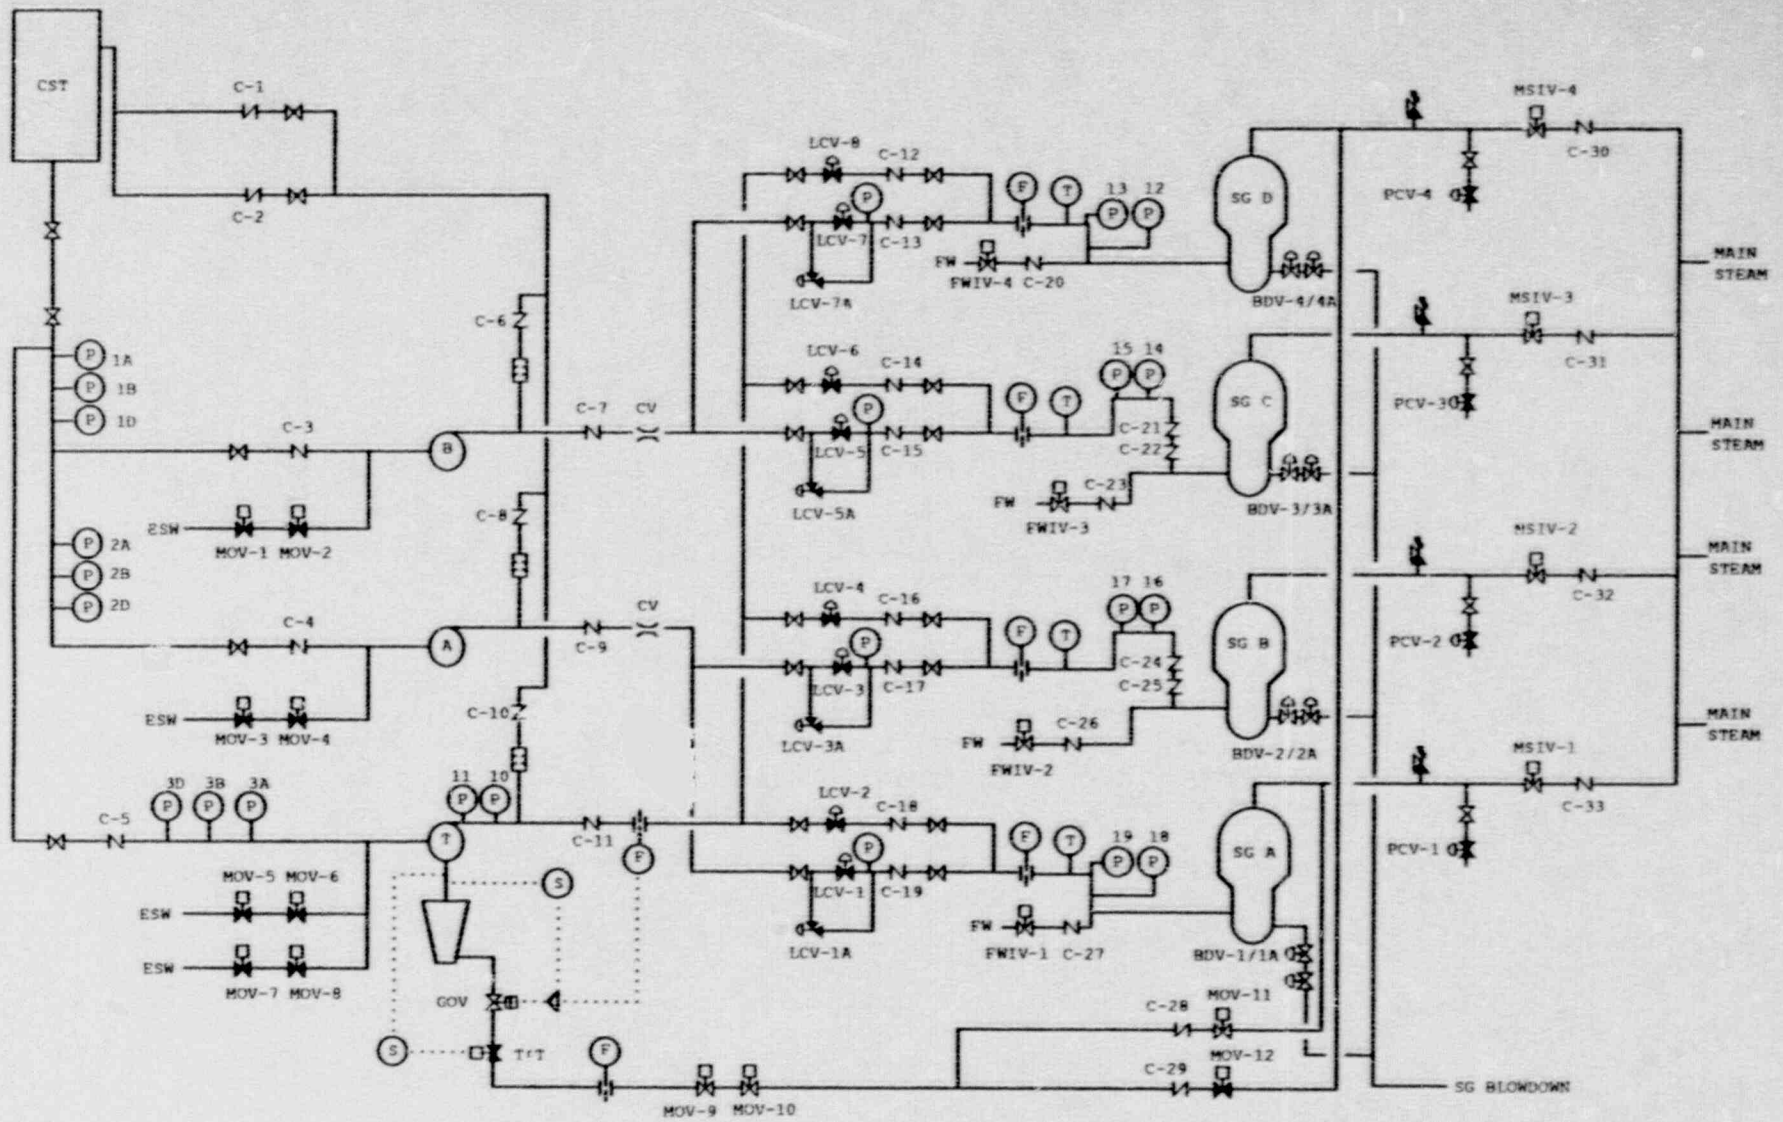 CST
C-1
C-2
MSIV-4
C-30
LCV-8
C-12
P
F
T
13 12
P P
LCV-7
C-13
LCV-7A
FW
FWIV-4 C-20
SG D
BDV-4/4A
PCV-4
MAIN
STEAM
MSIV-3
C-31
P 1A
P 1B
P 1D
C-6
LCV-6
C-14
P
F
T
15 14
P P
C-7 CV
C-3
B
LCV-5
C-15
LCV-5A
C-21
C-22
C-23
FW
FWIV-3
SG C
BDV-3/3A
PCV-3
MAIN
STEAM
ESW
MOV-1 MOV-2
P 2A
P 2B
P 2D
C-8
MSIV-2
C-32
MAIN
STEAM
C-4
A
C-9
CV
LCV-4
C-16
P
F
T
17 16
P P
LCV-3
C-17
LCV-3A
C-24
C-25
C-26
FW
FWIV-2
SG B
BDV-2/2A
PCV-2
ESW
MOV-3 MOV-4
C-10
MAIN
STEAM
MSIV-1
C-33
3D 3B 3A
P P P
C-5
11 10
P P
T
C-11
F
LCV-2
C-18
P
F
T
19 18
P P
LCV-1
C-19
LCV-1A
FW
FWIV-1 C-27
SG A
BDV-1/1A
PCV-1
MOV-5 MOV-6
ESW
ESW
MOV-7 MOV-8
S
GOV
S
F
C-28
MOV-11
MOV-12
C-29
MOV-9 MOV-10
SG BLOWDOWN